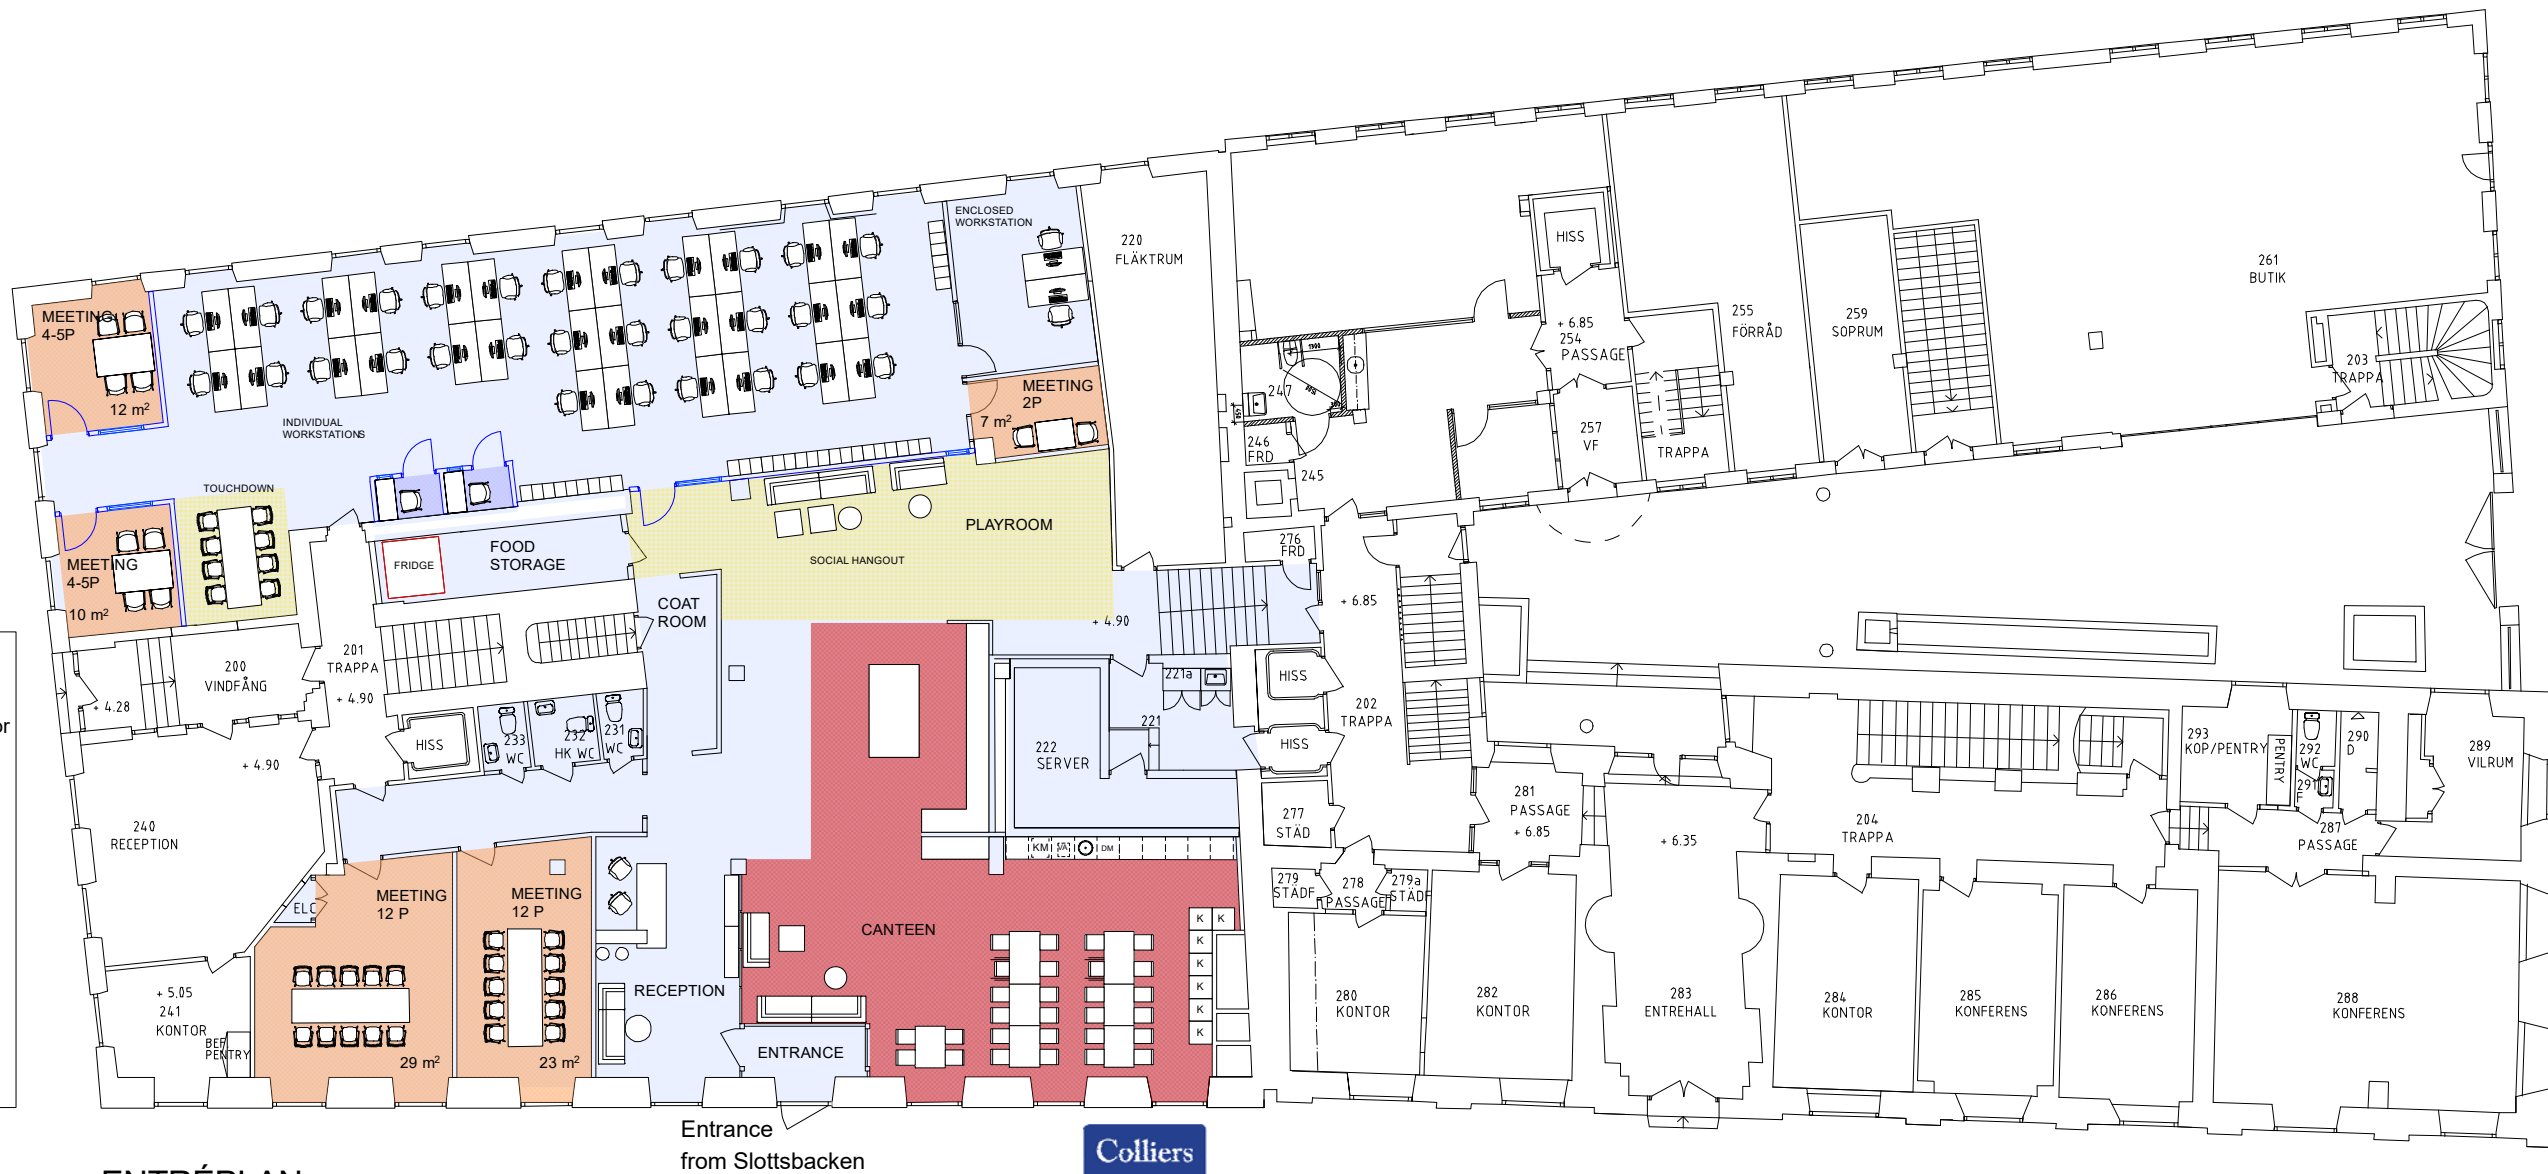 ENCLOSED
WORKSTATION
220
FLÄKTRUM
HISS
261
BUTIK
MEETING
4-5P
12 m²
INDIVIDUAL
WORKSTATIONS
MEETING
2P
7 m²
+ 6.85
254
PASSAGE
255
FÖRRÅD
259
SOPRUM
203
TRAPPA
247
246
FRD
245
257
VF
TRAPPA
TOUCHDOWN
MEETING
4-5P
10 m²
FRIDGE
FOOD
STORAGE
PLAYROOM
SOCIAL HANGOUT
276
FRD
COAT
ROOM
+ 4.90
+ 6.85
200
VINDFÅNG
201
TRAPPA
+ 4.90
+ 4.28
HISS
221a
221
202
TRAPPA
or
+ 4.90
HISS
233
WC
232
HK WC
231
WC
222
SERVER
HISS
293
KOP/PENTRY
PENTRY
292
WC
291
F
290
D
289
VILRUM
240
RECEPTION
277
STÄD
281
PASSAGE
+ 6.85
+ 6.35
204
TRAPPA
287
PASSAGE
KM
DM
ELC
MEETING
12 P
MEETING
12 P
CANTEEN
K K
K
K
K
K
K
279
STÄDF
278
PASSAGE
279a
STÄDF
+ 5.05
241
KONTOR
BEF
PENTRY
29 m²
23 m²
RECEPTION
ENTRANCE
280
KONTOR
282
KONTOR
283
ENTREHALL
284
KONTOR
285
KONFERENS
286
KONFERENS
288
KONFERENS
Entrance
from Slottsbacken
Colliers
ENTRÉPLAN